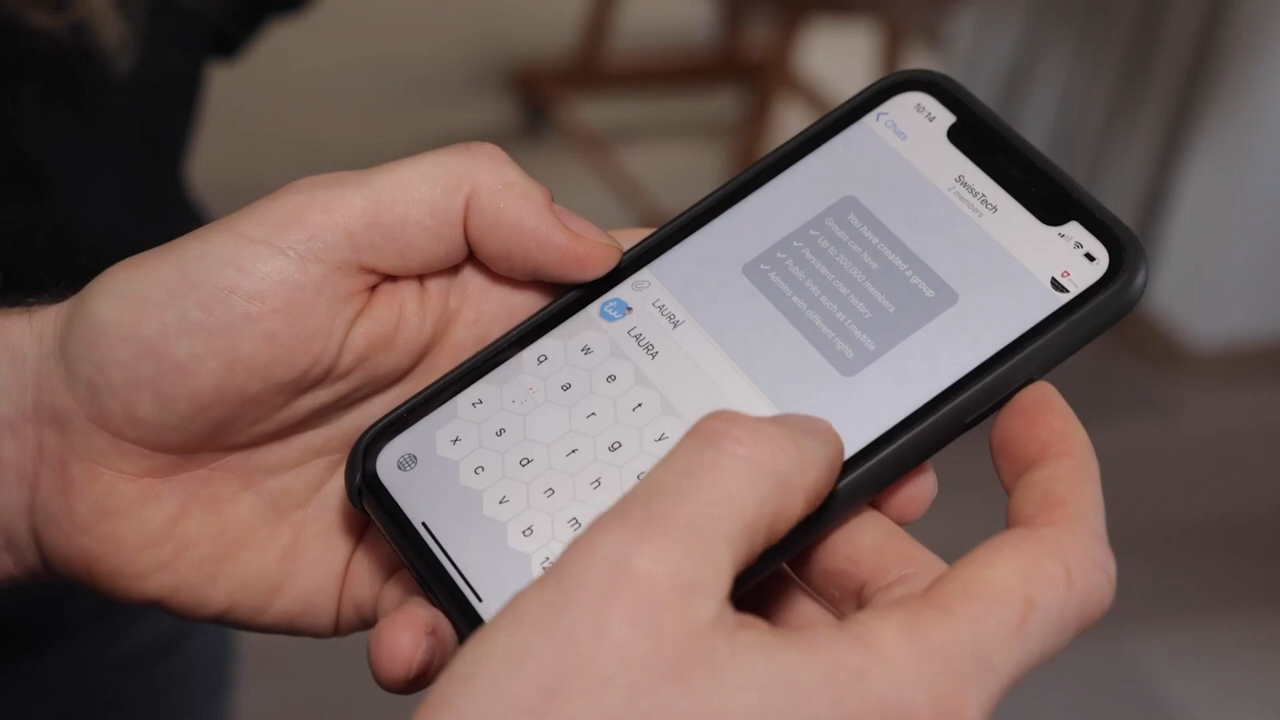 10:14
Chats
SwissTech
2 members
You have created a group
Groups can have:
✓ Up to 200,000 members
✓ Persistent chat history
✓ Public links such as t.me/title
✓ Admins with different rights
LAURA
tw
LAURA
q w
z a e
x s r t
c d f g y
v n h
b m